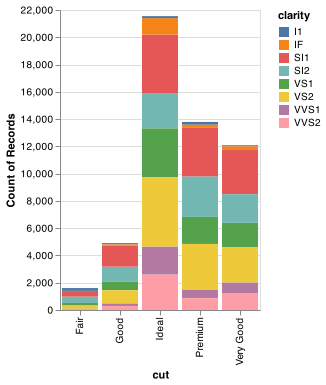 22,000
20,000
18,000
16,000
14,000
12,000
10,000
8,000
6,000
4,000
2,000
0
Count of Records
Fair
Good
Ideal
Premium
Very Good
cut
clarity
I1
IF
SI1
SI2
VS1
VS2
VVS1
VVS2